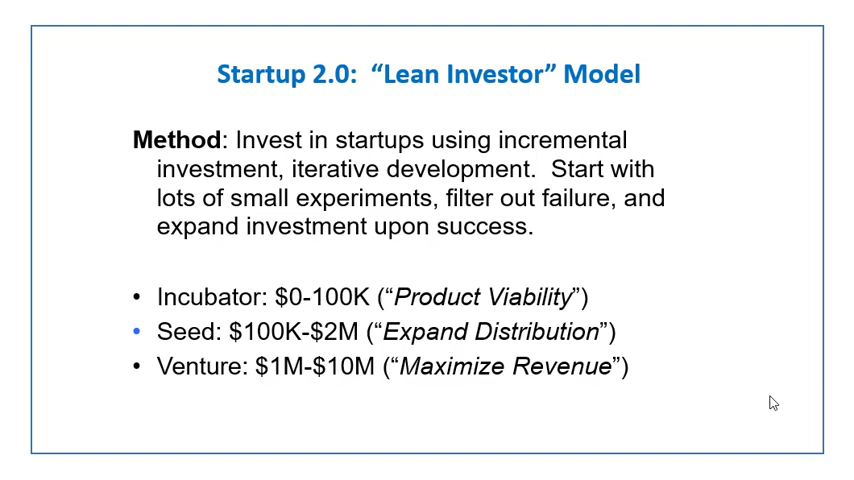 Startup 2.0:  “Lean Investor” Model
Method: Invest in startups using incremental
investment, iterative development.  Start with
lots of small experiments, filter out failure, and
expand investment upon success.
• Incubator: $0-100K (“Product Viability”)
• Seed: $100K-$2M (“Expand Distribution”)
• Venture: $1M-$10M (“Maximize Revenue”)